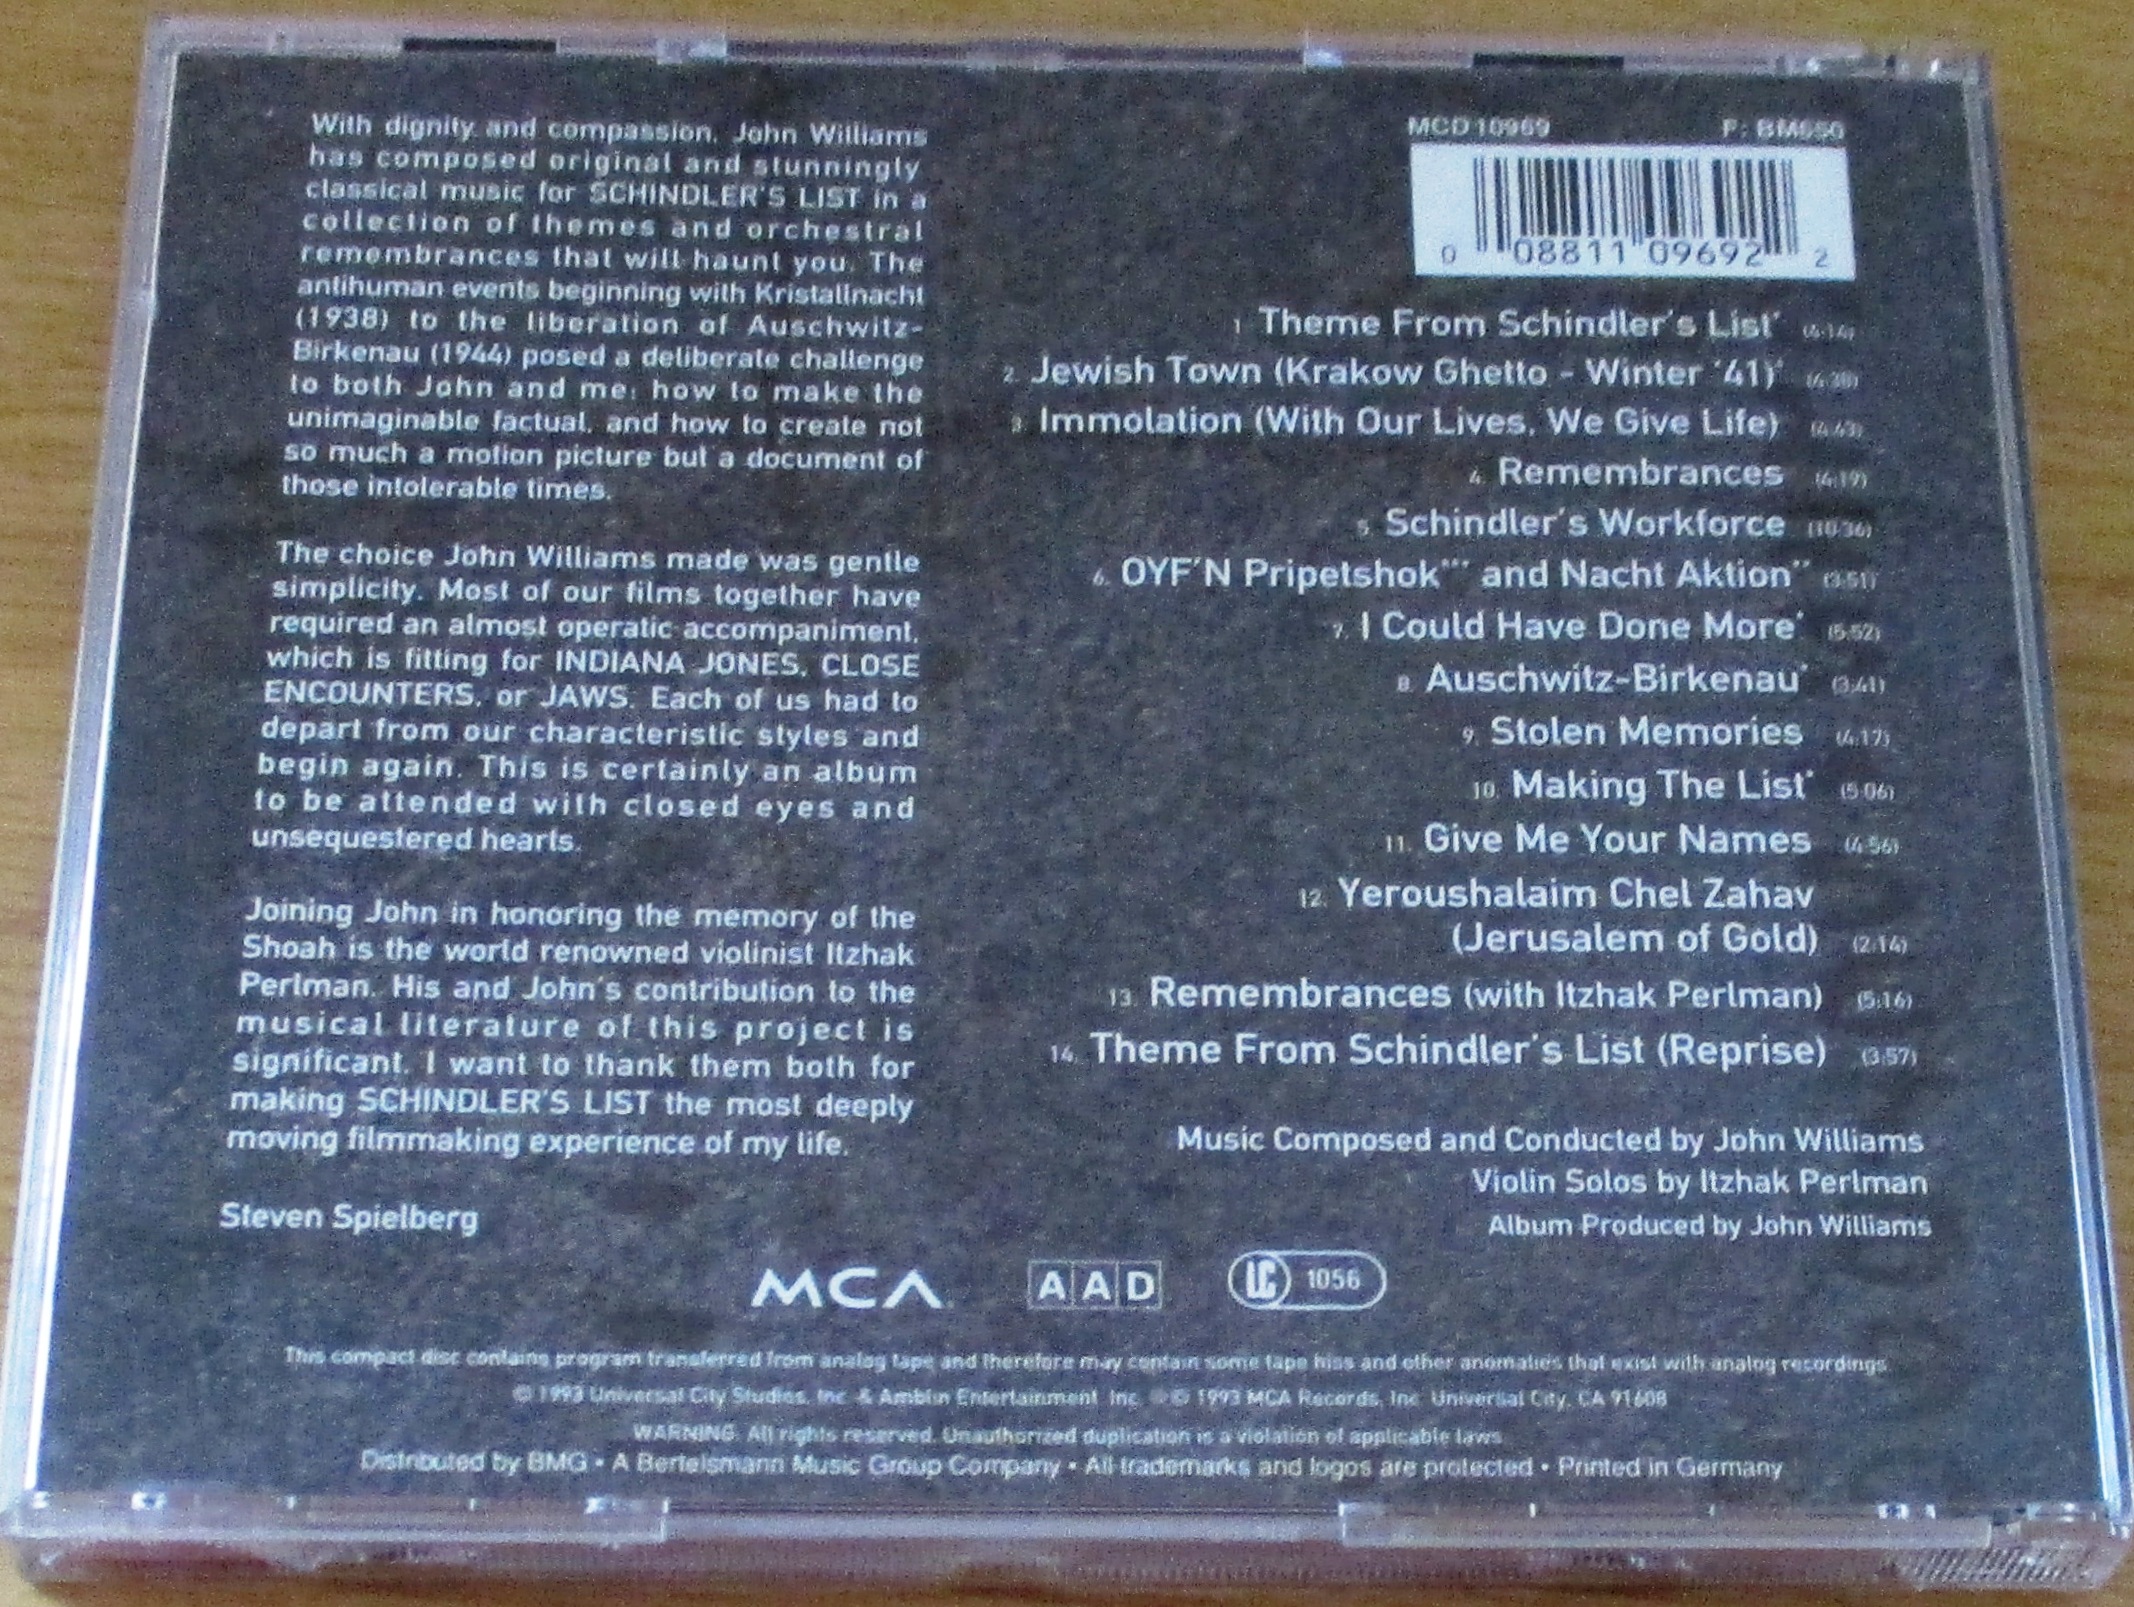 With dignity and compassion, John Williams
has composed original and stunningly
classical music for SCHINDLER'S LIST in a
collection of themes and orchestral
remembrances that will haunt you. The
antihuman events beginning with Kristallnacht
(1938) to the liberation of Auschwitz-
Birkenau (1944) posed a deliberate challenge
to both John and me: how to make the
unimaginable factual, and how to create not
so much a motion picture but a document of
those intolerable times.
The choice John Williams made was gentle
simplicity. Most of our films together have
required an almost operatic accompaniment,
which is fitting for INDIANA JONES, CLOSE
ENCOUNTERS, or JAWS. Each of us had to
depart from our characteristic styles and
begin again. This is certainly an album
to be attended with closed eyes and
unsequestered hearts.
Joining John in honoring the memory of the
Shoah is the world renowned violinist Itzhak
Perlman. His and John's contribution to the
musical literature of this project is
significant. I want to thank them both for
making SCHINDLER'S LIST the most deeply
moving filmmaking experience of my life.
Steven Spielberg
MCD 10969 P: BM650
0 08811 09692 2
1. Theme From Schindler's List* (4:14)
2. Jewish Town (Krakow Ghetto - Winter '41)* (4:38)
3. Immolation (With Our Lives, We Give Life) (4:43)
4. Remembrances (4:19)
5. Schindler's Workforce (10:36)
6. OYF'N Pripetshok*** and Nacht Aktion** (3:51)
7. I Could Have Done More* (5:52)
8. Auschwitz-Birkenau* (3:41)
9. Stolen Memories (4:17)
10. Making The List* (5:06)
11. Give Me Your Names (4:56)
12. Yeroushalaim Chel Zahav
(Jerusalem of Gold) (2:14)
13. Remembrances (with Itzhak Perlman) (5:16)
14. Theme From Schindler's List (Reprise) (3:57)
Music Composed and Conducted by John Williams
Violin Solos by Itzhak Perlman
Album Produced by John Williams
MCA AAD LC 1056
This compact disc contains program transferred from analog tape and therefore may contain some tape hiss and other anomalies that exist with analog recordings.
© 1993 Universal City Studios, Inc. & Amblin Entertainment, Inc. ℗ © 1993 MCA Records, Inc. Universal City, CA 91608
WARNING: All rights reserved. Unauthorized duplication is a violation of applicable laws.
Distributed by BMG • A Bertelsmann Music Group Company • All trademarks and logos are protected • Printed in Germany